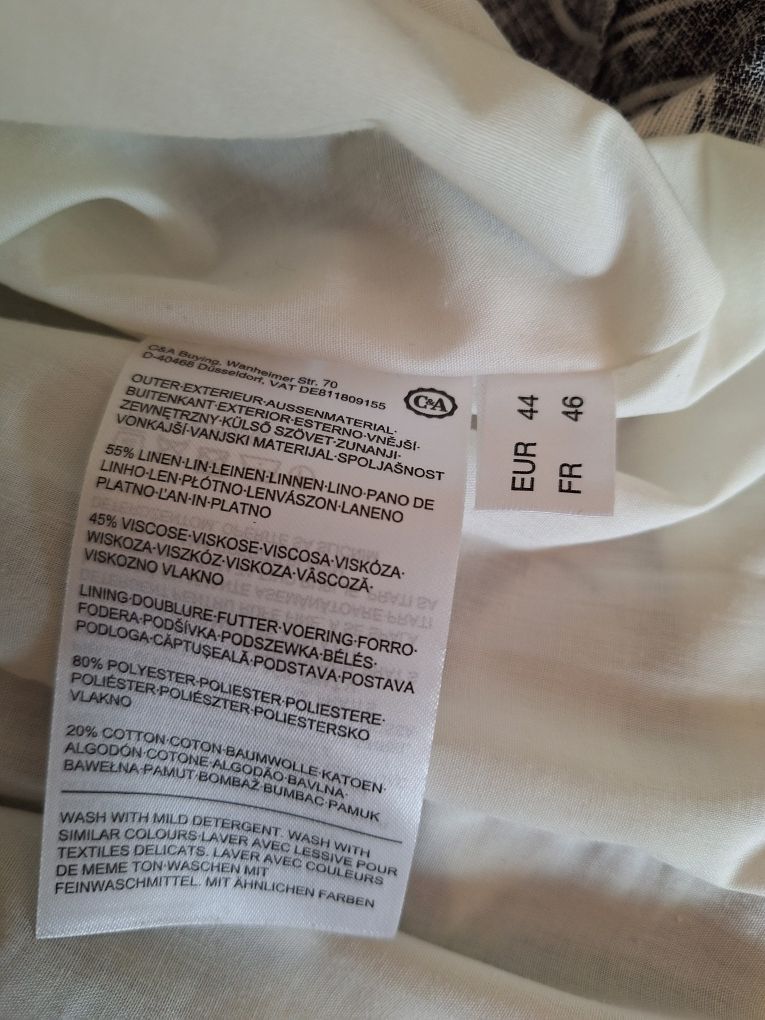 C&A Buying, Wanheimer Str. 70
D-40468 Düsseldorf, VAT DE811809155
C&A
OUTER·EXTERIEUR·AUSSENMATERIAL·
BUITENKANT·EXTERIOR·ESTERNO·VNĚJŠÍ·
ZEWNĘTRZNY·KÜLSŐ SZÖVET·ZUNANJI·
VONKAJŠÍ·VANJSKI MATERIJAL·SPOLJAŠNOST
55% LINEN·LIN·LEINEN·LINNEN·LINO·PANO DE
LINHO·LEN·PŁÓTNO·LENVÁSZON·LANENO
PLATNO·ĽAN·IN·PLATNO
45% VISCOSE·VISKOSE·VISCOSA·VISKÓZA·
WISKOZA·VISZKÓZ·VISKOZA·VÂSCOZĂ·
VISKOZNO VLAKNO
LINING·DOUBLURE·FUTTER·VOERING·FORRO·
FODERA·PODŠÍVKA·PODSZEWKA·BÉLÉS·
PODLOGA·CĂPTUŞEALĂ·PODSTAVA·POSTAVA
80% POLYESTER·POLIESTER·POLIESTERE·
POLIÉSTER·POLIÉSZTER·POLIESTERSKO
VLAKNO
20% COTTON·COTON·BAUMWOLLE·KATOEN·
ALGODÓN·COTONE·ALGODÃO·BAVLNA·
BAWEŁNA·PAMUT·BOMBAŽ·BUMBAC·PAMUK
WASH WITH MILD DETERGENT. WASH WITH
SIMILAR COLOURS·LAVER AVEC LESSIVE POUR
TEXTILES DELICATS. LAVER AVEC COULEURS
DE MEME TON·WASCHEN MIT
FEINWASCHMITTEL. MIT ÄHNLICHEN FARBEN
EUR 44
FR 46